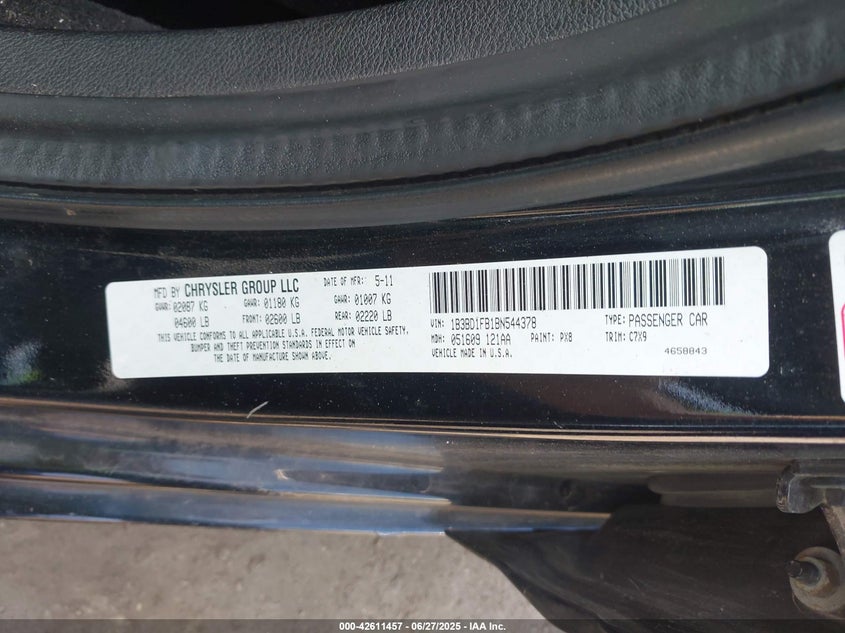 MFD BY CHRYSLER GROUP LLC DATE OF MFR: 5-11
GVWR: 02087 KG GAWR: 01180 KG GAWR: 01007 KG
04600 LB FRONT: 02600 LB REAR: 02220 LB
THIS VEHICLE CONFORMS TO ALL APPLICABLE U.S.A. FEDERAL MOTOR VEHICLE SAFETY,
BUMPER AND THEFT PREVENTION STANDARDS IN EFFECT ON
THE DATE OF MANUFACTURE SHOWN ABOVE.
VIN: 1B3BD1FB1BN544378 TYPE: PASSENGER CAR
MDH: 051609 121AA PAINT: PX8 TRIM: C7X9
VEHICLE MADE IN U.S.A. 4658843
000-42611457 - 06/27/2025 - IAA Inc.